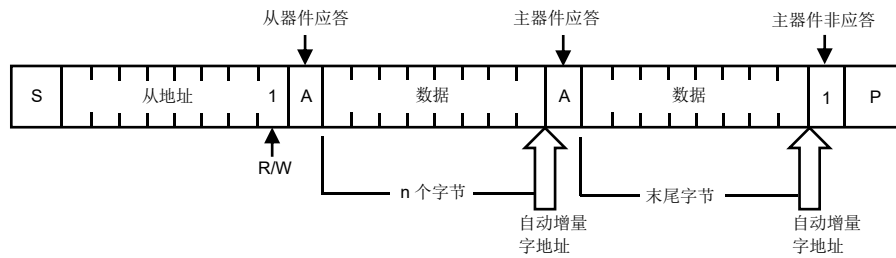 从器件应答 主器件应答 主器件非应答
S 从地址 1 A 数据 A 数据 1 P
R/W
n 个字节 末尾字节
自动增量 自动增量
字地址 字地址